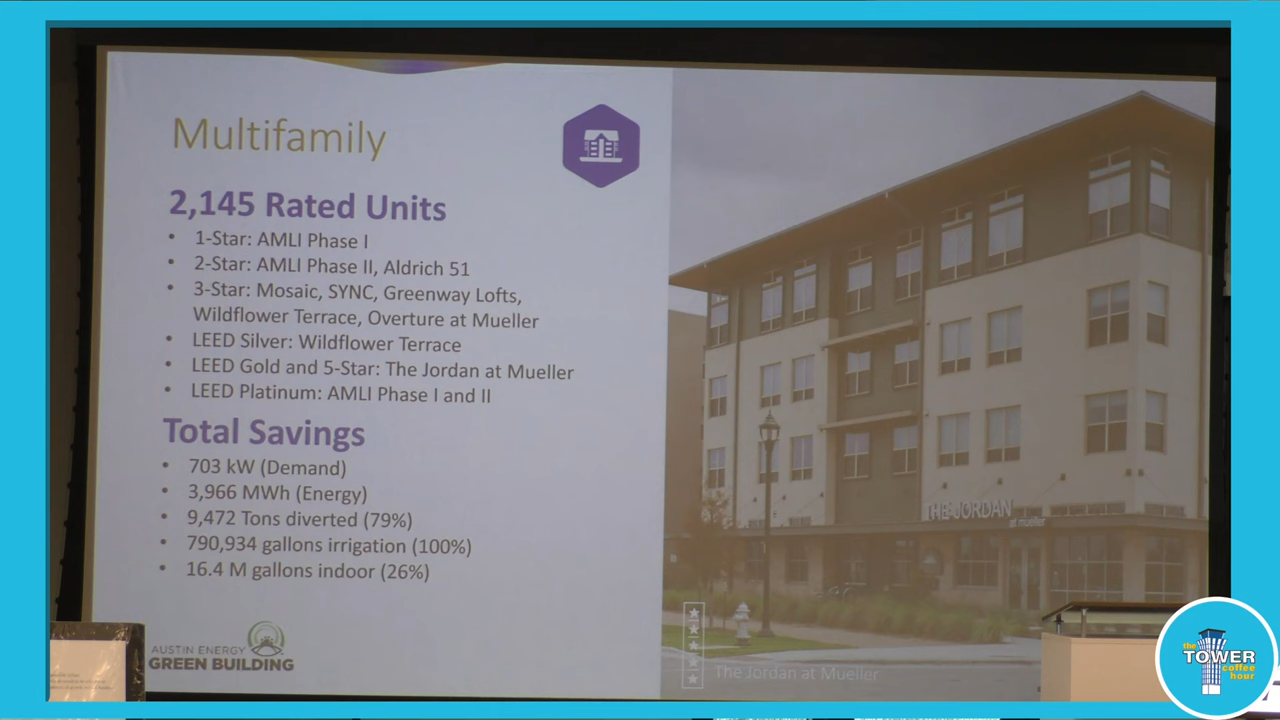 Multifamily
2,145 Rated Units
• 1-Star: AMLI Phase I
• 2-Star: AMLI Phase II, Aldrich 51
• 3-Star: Mosaic, SYNC, Greenway Lofts,
Wildflower Terrace, Overture at Mueller
• LEED Silver: Wildflower Terrace
• LEED Gold and 5-Star: The Jordan at Mueller
• LEED Platinum: AMLI Phase I and II
Total Savings
• 703 kW (Demand)
• 3,966 MWh (Energy)
• 9,472 Tons diverted (79%)
• 790,934 gallons irrigation (100%)
• 16.4 M gallons indoor (26%)
AUSTIN ENERGY
GREEN BUILDING
THE JORDAN
at mueller
The Jordan at Mueller
the
TOWER
coffee
hour